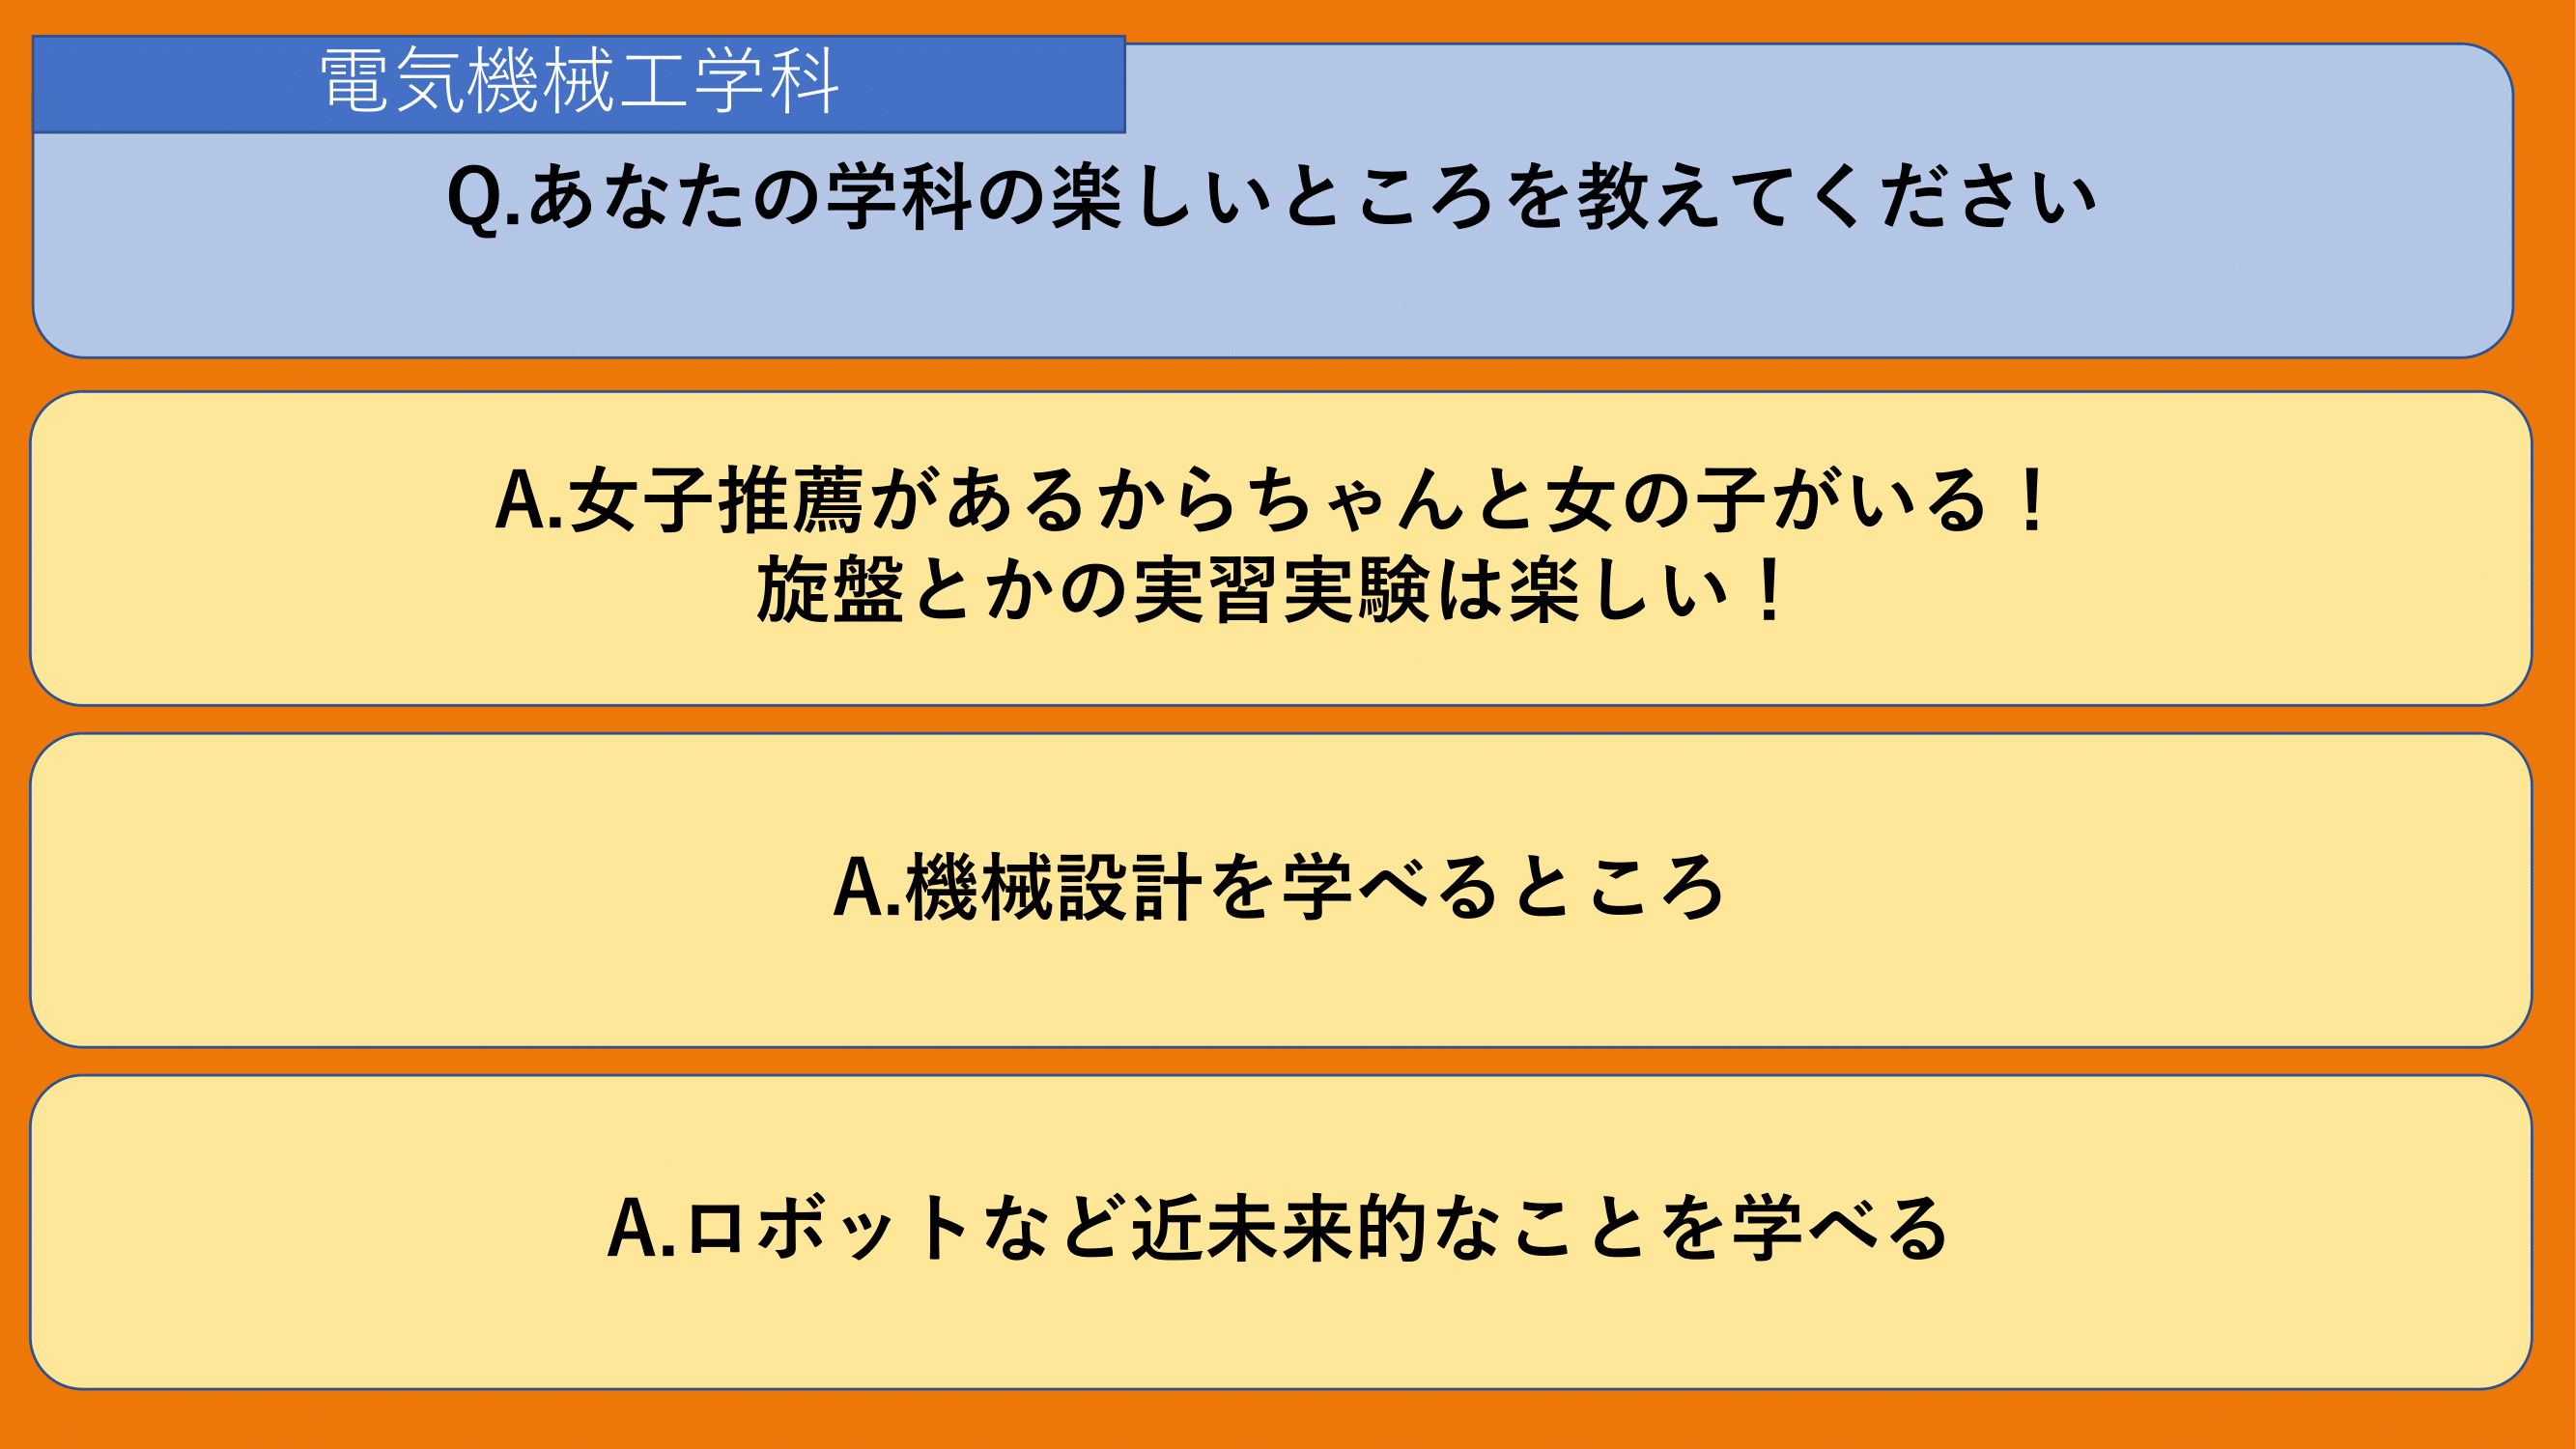 電気機械工学科
Q.あなたの学科の楽しいところを教えてください
A.女子推薦があるからちゃんと女の子がいる！
旋盤とかの実習実験は楽しい！
A.機械設計を学べるところ
A.ロボットなど近未来的なことを学べる